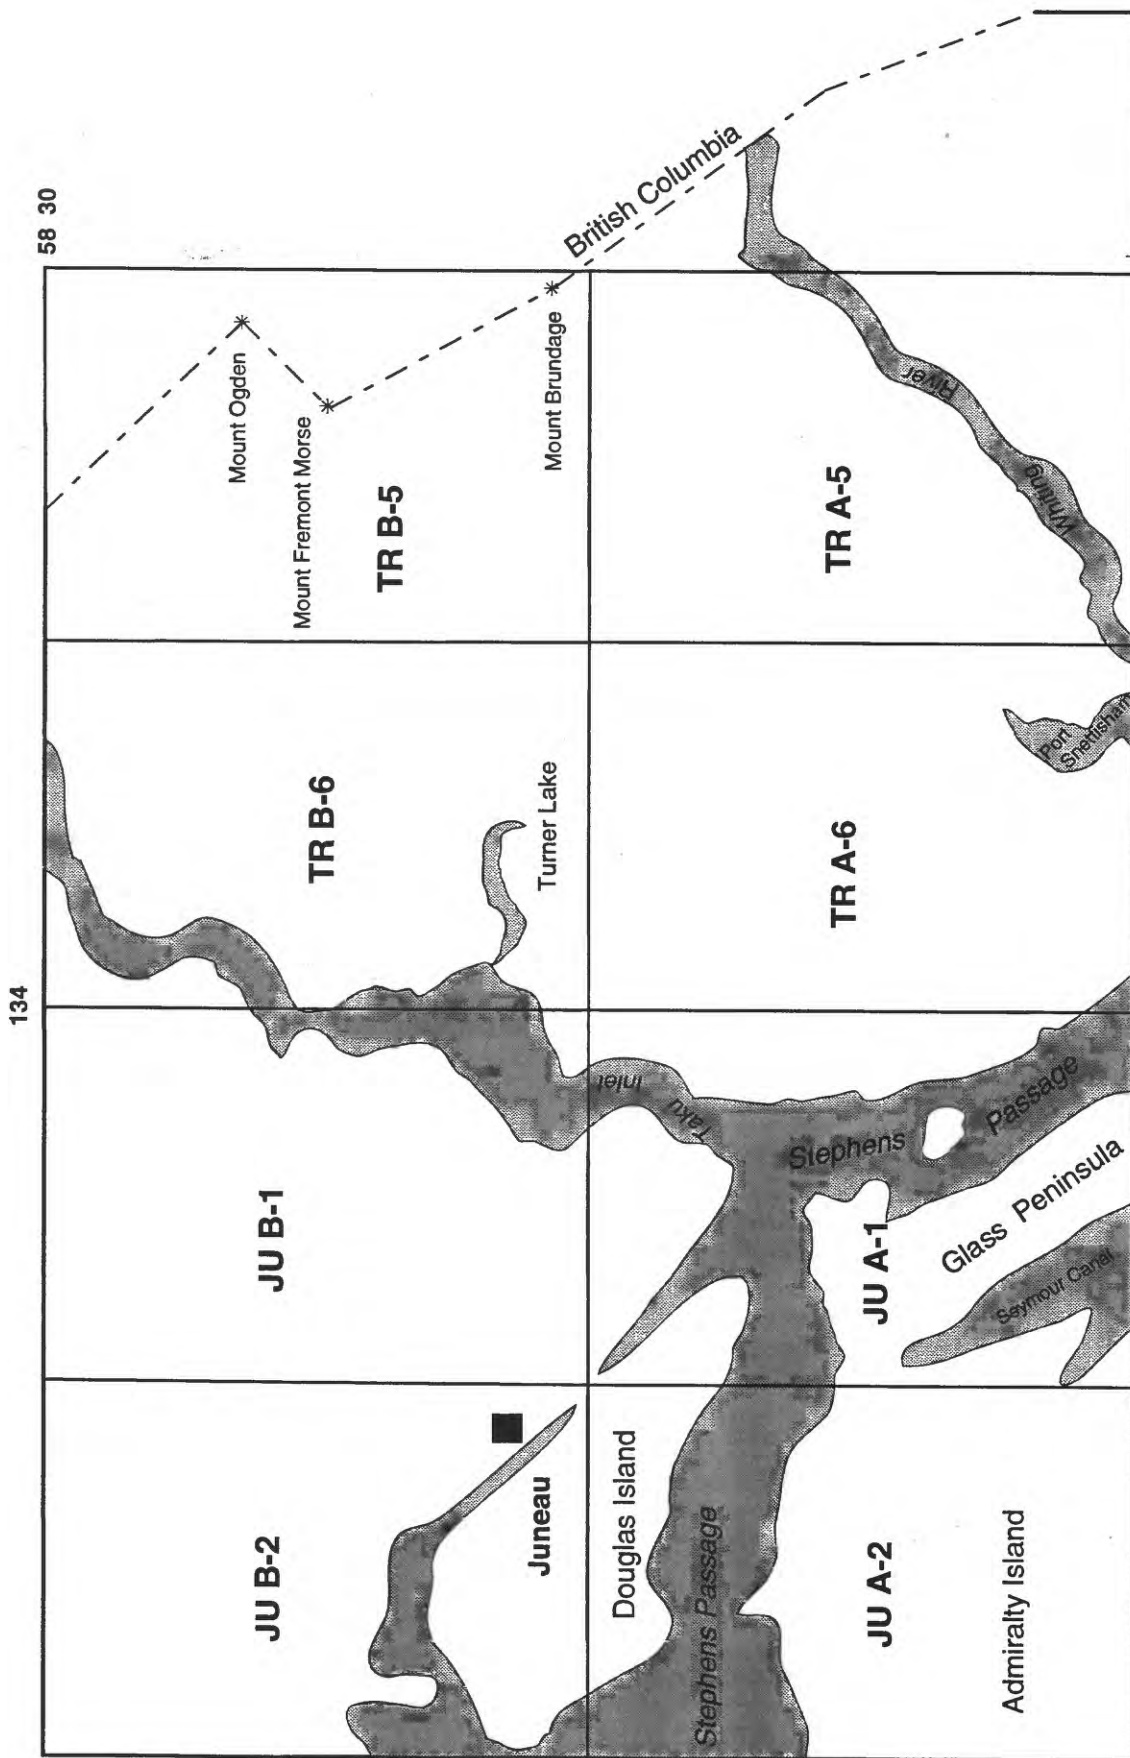 134
58 30
JU B-2
JU B-1
TR B-6
TR B-5
Mount Ogden
Mount Fremont Morse
Mount Brundage
British Columbia
Juneau
Turner Lake
Douglas Island
Stephens Passage
Taku
Inlet
Stephens
Passage
JU A-2
JU A-1
TR A-6
TR A-5
Whiting
River
Port
Snettisham
Glass Peninsula
Seymour Canal
Admiralty Island